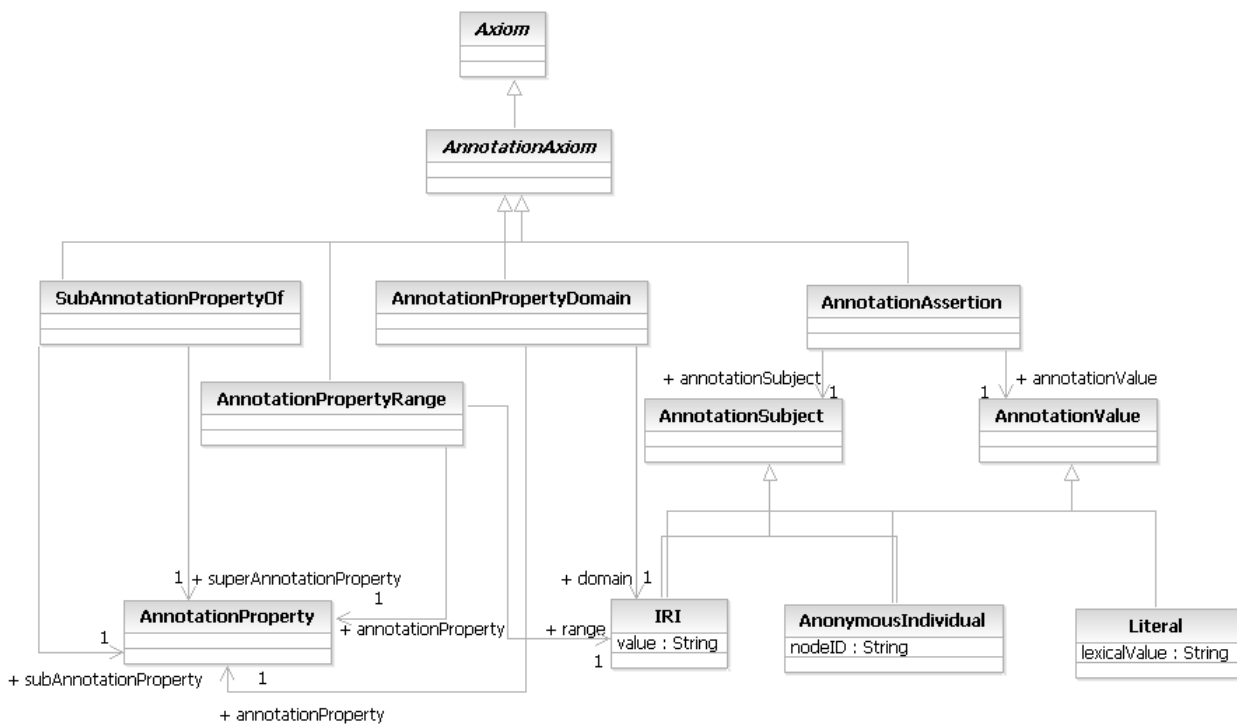 Axiom
AnnotationAxiom
SubAnnotationPropertyOf
AnnotationPropertyDomain
AnnotationAssertion
+ annotationSubject
1
1
+ annotationValue
AnnotationPropertyRange
AnnotationSubject
AnnotationValue
1
+ superAnnotationProperty
1
+ domain
1
AnnotationProperty
+ annotationProperty
IRI
value : String
AnonymousIndividual
nodeID : String
Literal
lexicalValue : String
1
+ range
1
+ subAnnotationProperty
1
+ annotationProperty